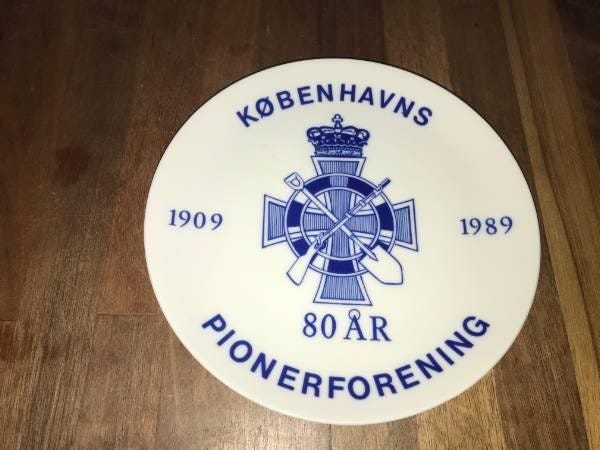 KØBENHAVNS
1909 1989
80 ÅR
PIONERFORENING